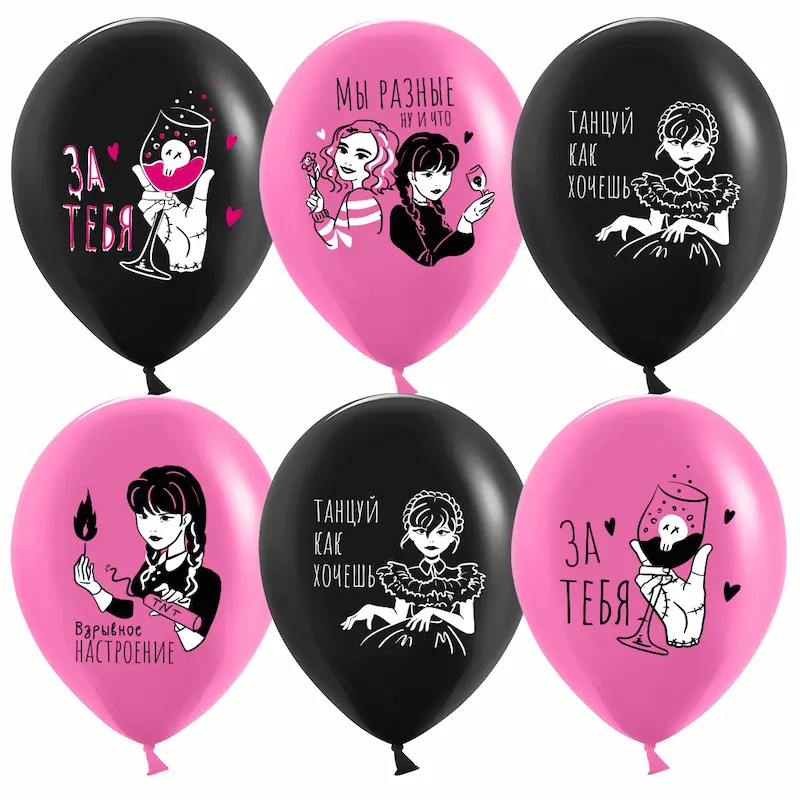 ЗА
ТЕБЯ
МЫ РАЗНЫЕ
НУ И ЧТО
ТАНЦУЙ
КАК
ХОЧЕШЬ
TNT
Взрывное
НАСТРОЕНИЕ
ТАНЦУЙ
КАК
ХОЧЕШЬ
ЗА
ТЕБЯ